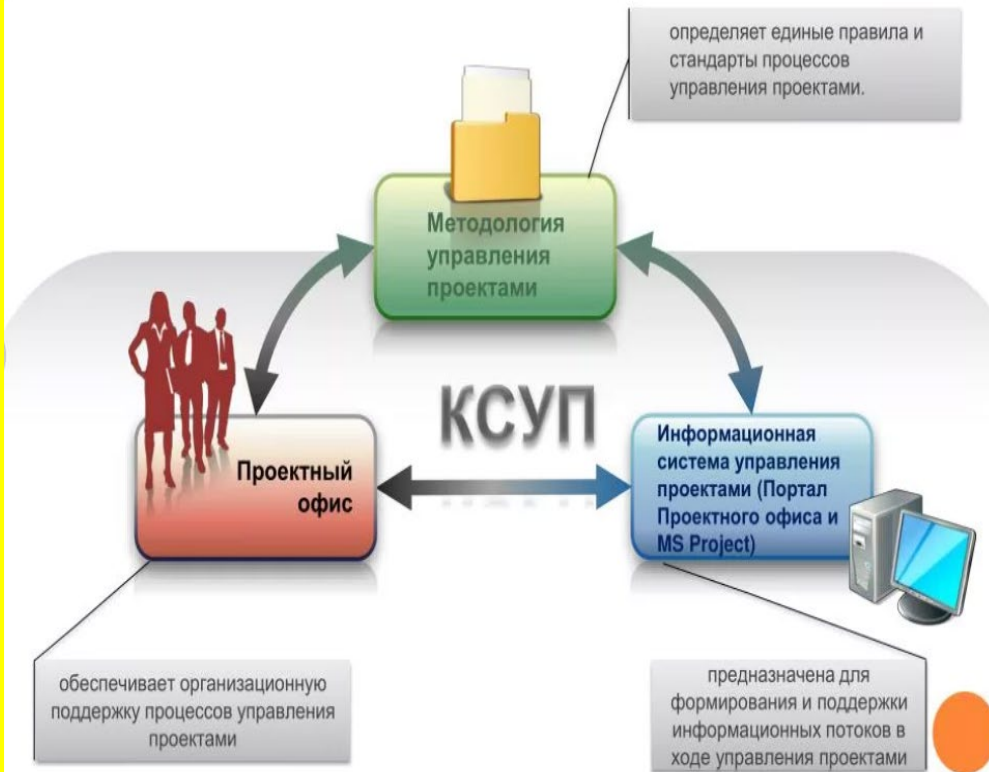 определяет единые правила и
стандарты процессов
управления проектами.
Методология
управления
проектами
КСУП
Проектный
офис
Информационная
система управления
проектами (Портал
Проектного офиса и
MS Project)
обеспечивает организационную
поддержку процессов управления
проектами
предназначена для
формирования и поддержки
информационных потоков в
ходе управления проектами